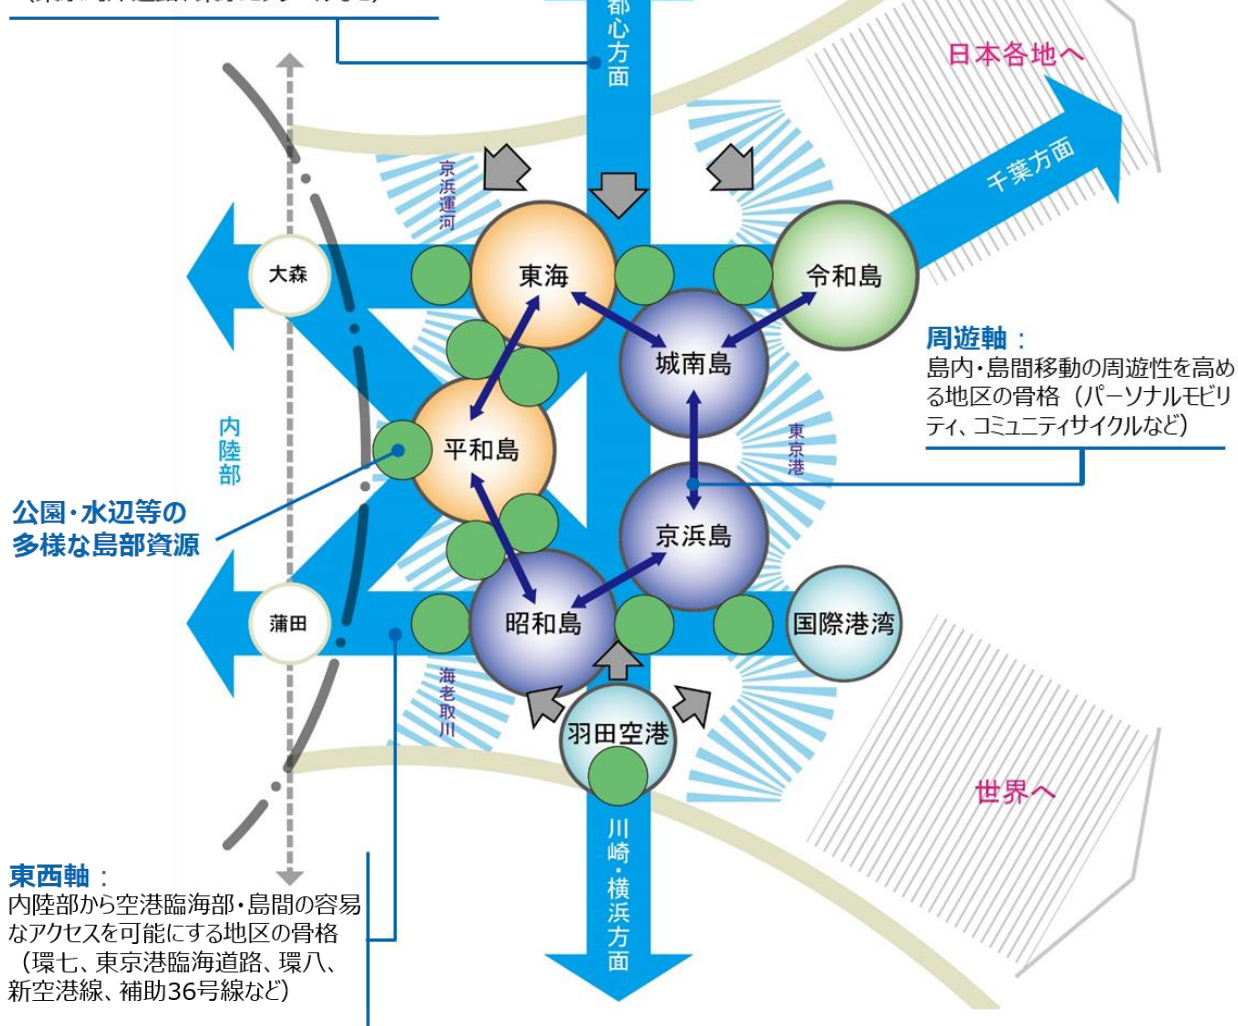 都心方面
日本各地へ
千葉方面
京浜運河
大森
東海
令和島
城南島
周遊軸：
島内・島間移動の周遊性を高め
る地区の骨格（パーソナルモビリ
ティ、コミュニティサイクルなど）
内陸部
平和島
東京港
公園・水辺等の
多様な島部資源
京浜島
蒲田
昭和島
国際港湾
海老取川
羽田空港
世界へ
川崎・横浜方面
東西軸：
内陸部から空港臨海部・島間の容易
なアクセスを可能にする地区の骨格
（環七、東京港臨海道路、環八、
新空港線、補助36号線など）